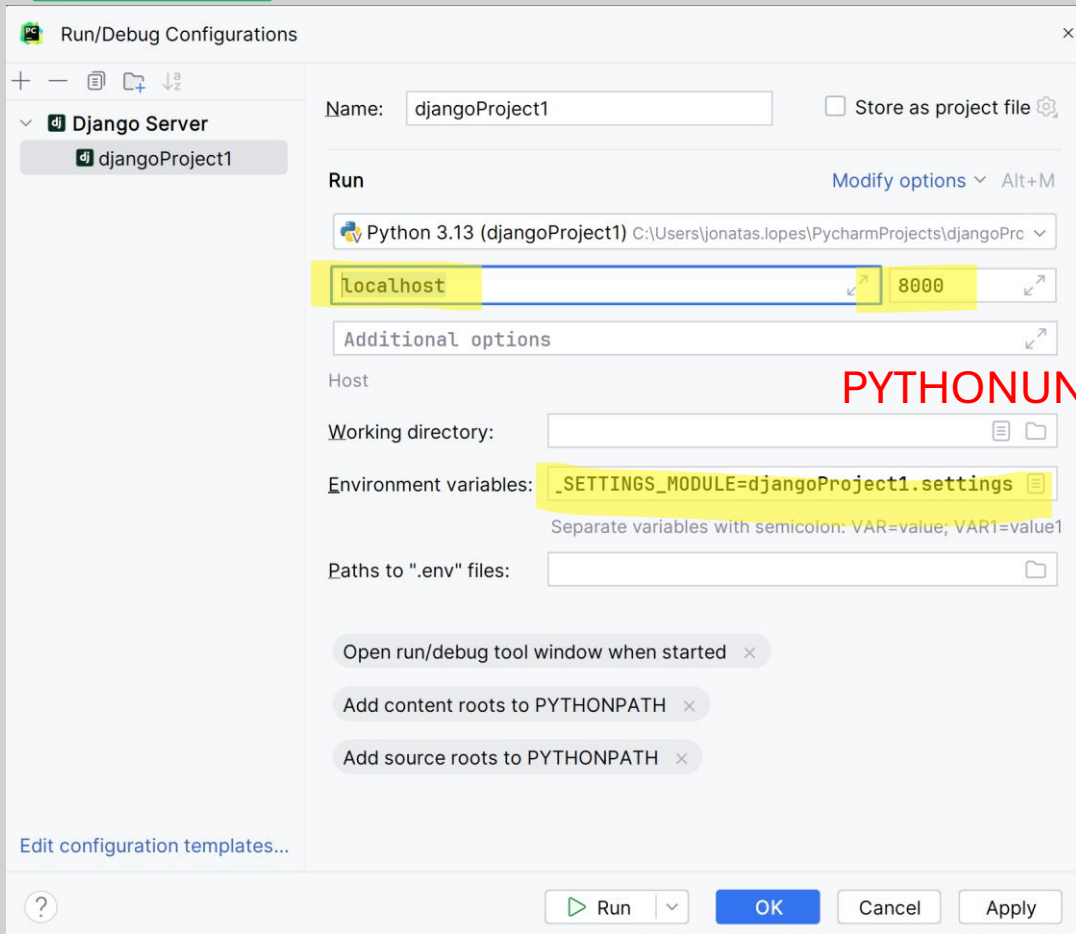 Run/Debug Configurations
Django Server
djangoProject1
Name: djangoProject1 Store as project file
Run Modify options Alt+M
Python 3.13 (djangoProject1) C:\Users\jonatas.lopes\PycharmProjects\djangoPrc
localhost 8000
Additional options
Host
PYTHONUN
Working directory:
Environment variables: _SETTINGS_MODULE=djangoProject1.settings
Separate variables with semicolon: VAR=value; VAR1=value1
Paths to ".env" files:
Open run/debug tool window when started
Add content roots to PYTHONPATH
Add source roots to PYTHONPATH
Edit configuration templates...
? Run OK Cancel Apply